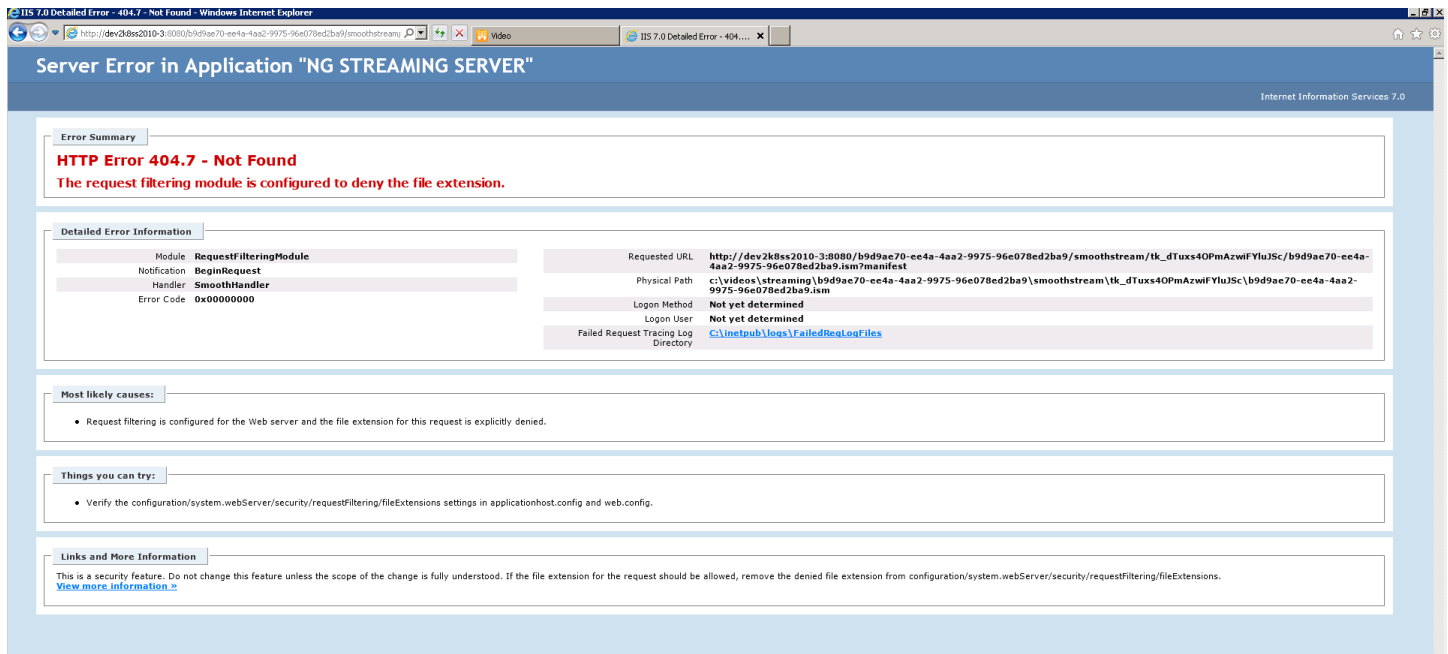 IIS 7.0 Detailed Error - 404.7 - Not Found - Windows Internet Explorer
http://dev2k8ss2010-3:8080/b9d9ae70-ee4a-4aa2-9975-96e078ed2ba9/smoothstream/
Video
IIS 7.0 Detailed Error - 404....
Server Error in Application "NG STREAMING SERVER"
Internet Information Services 7.0
Error Summary
HTTP Error 404.7 - Not Found
The request filtering module is configured to deny the file extension.
Detailed Error Information
Module RequestFilteringModule
Notification BeginRequest
Handler SmoothHandler
Error Code 0x00000000
Requested URL http://dev2k8ss2010-3:8080/b9d9ae70-ee4a-4aa2-9975-96e078ed2ba9/smoothstream/tk_dTuxs4OPmAzwiFYluJSc/b9d9ae70-ee4a-
4aa2-9975-96e078ed2ba9.ism?manifest
Physical Path c:\videos\streaming\b9d9ae70-ee4a-4aa2-9975-96e078ed2ba9\smoothstream\tk_dTuxs4OPmAzwiFYluJSc\b9d9ae70-ee4a-4aa2-
9975-96e078ed2ba9.ism
Logon Method Not yet determined
Logon User Not yet determined
Failed Request Tracing Log C:\inetpub\logs\FailedReqLogFiles
Directory
Most likely causes:
• Request filtering is configured for the Web server and the file extension for this request is explicitly denied.
Things you can try:
• Verify the configuration/system.webServer/security/requestFiltering/fileExtensions settings in applicationhost.config and web.config.
Links and More Information
This is a security feature. Do not change this feature unless the scope of the change is fully understood. If the file extension for the request should be allowed, remove the denied file extension from configuration/system.webServer/security/requestFiltering/fileExtensions.
View more information »